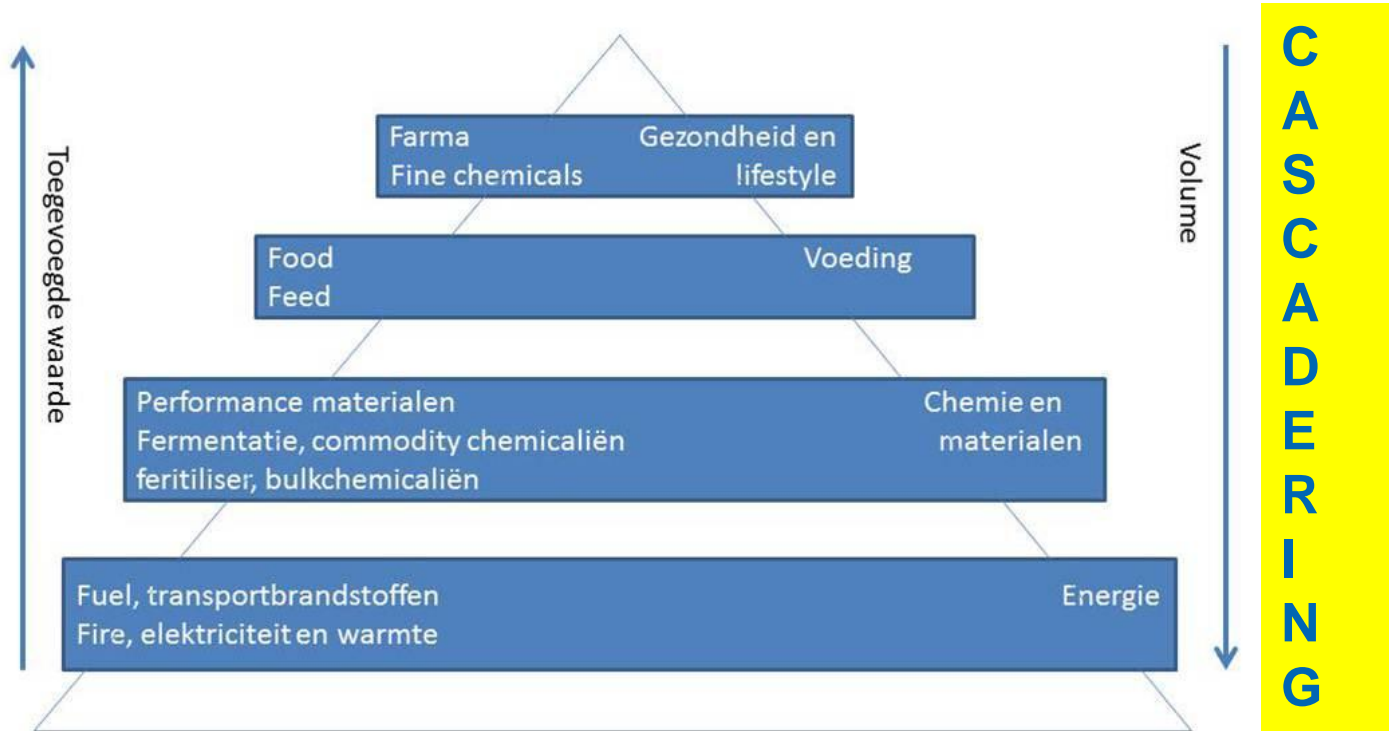 Toegevoegde waarde
Farma
Fine chemicals
Gezondheid en
lifestyle
Food
Feed
Voeding
Performance materialen
Fermentatie, commodity chemicaliën
feritiliser, bulkchemicaliën
Chemie en
materialen
Fuel, transportbrandstoffen
Fire, elektriciteit en warmte
Energie
Volume
CASCADERING